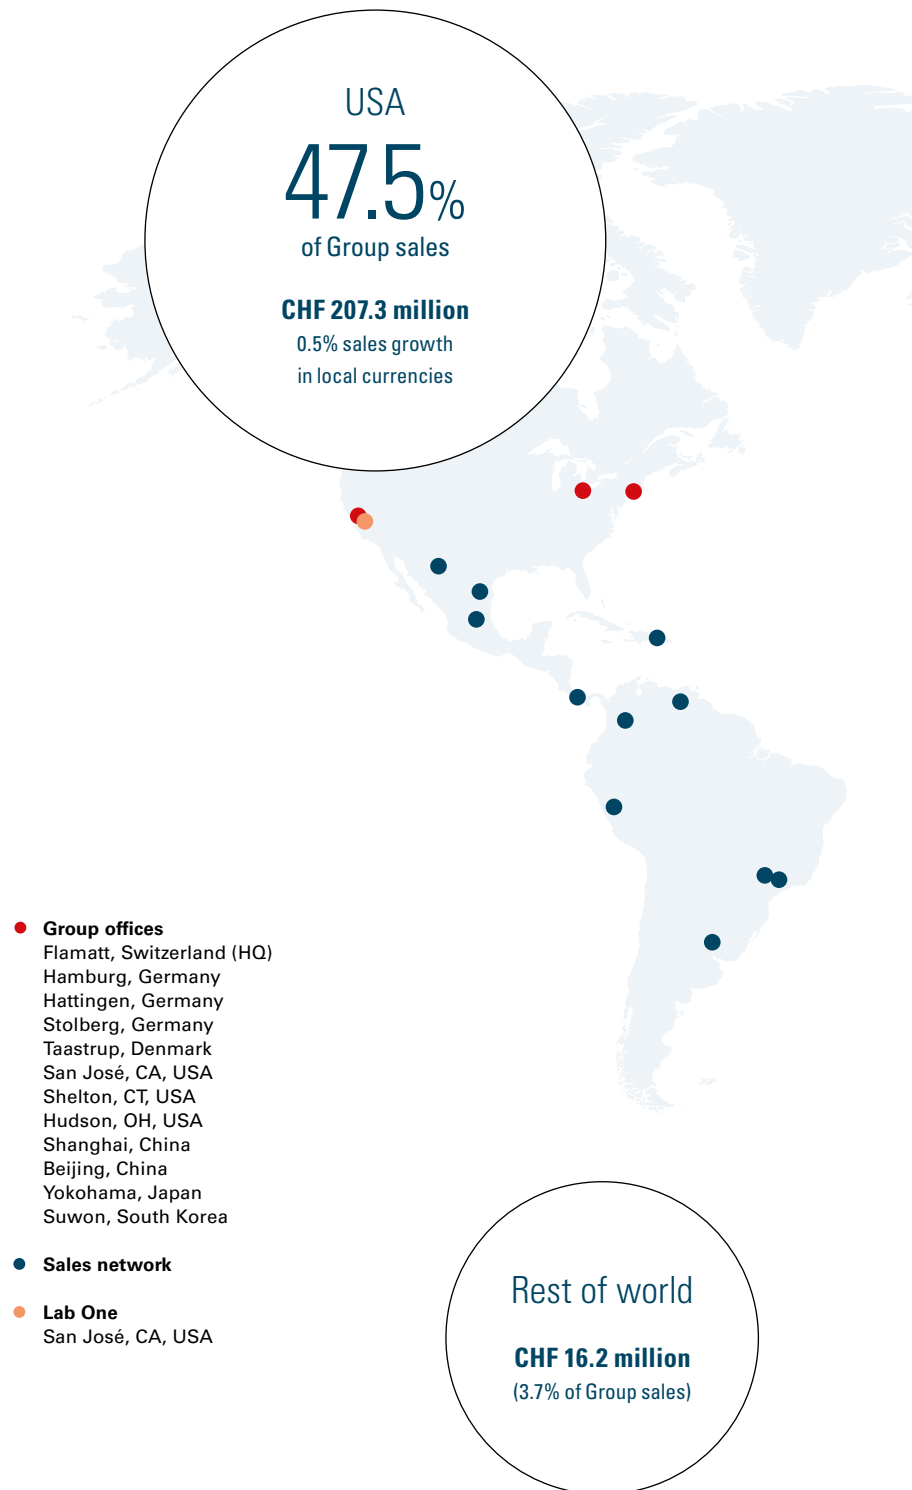 USA
47.5%
of Group sales
CHF 207.3 million
0.5% sales growth
in local currencies
Group offices
Flamatt, Switzerland (HQ)
Hamburg, Germany
Hattingen, Germany
Stolberg, Germany
Taastrup, Denmark
San José, CA, USA
Shelton, CT, USA
Hudson, OH, USA
Shanghai, China
Beijing, China
Yokohama, Japan
Suwon, South Korea
Sales network
Lab One
San José, CA, USA
Rest of world
CHF 16.2 million
(3.7% of Group sales)